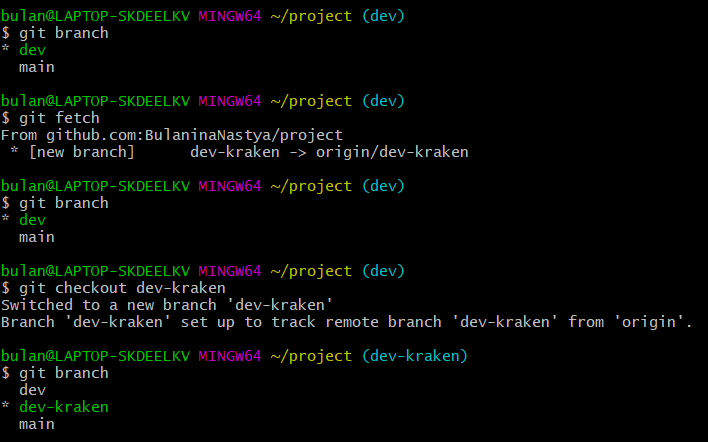 bulan@LAPTOP-SKDEELKV MINGW64 ~/project (dev)
$ git branch
* dev
  main

bulan@LAPTOP-SKDEELKV MINGW64 ~/project (dev)
$ git fetch
From github.com:BulaninaNastya/project
 * [new branch]      dev-kraken -> origin/dev-kraken

bulan@LAPTOP-SKDEELKV MINGW64 ~/project (dev)
$ git branch
* dev
  main

bulan@LAPTOP-SKDEELKV MINGW64 ~/project (dev)
$ git checkout dev-kraken
Switched to a new branch 'dev-kraken'
Branch 'dev-kraken' set up to track remote branch 'dev-kraken' from 'origin'.

bulan@LAPTOP-SKDEELKV MINGW64 ~/project (dev-kraken)
$ git branch
  dev
* dev-kraken
  main